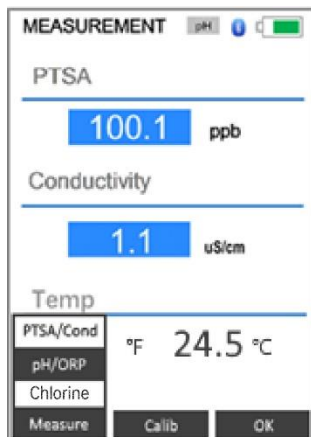 MEASUREMENT pH
PTSA
100.1 ppb
Conductivity
1.1 uS/cm
Temp
PTSA/Cond
°F 24.5 °C
pH/ORP
Chlorine
Measure Calib OK